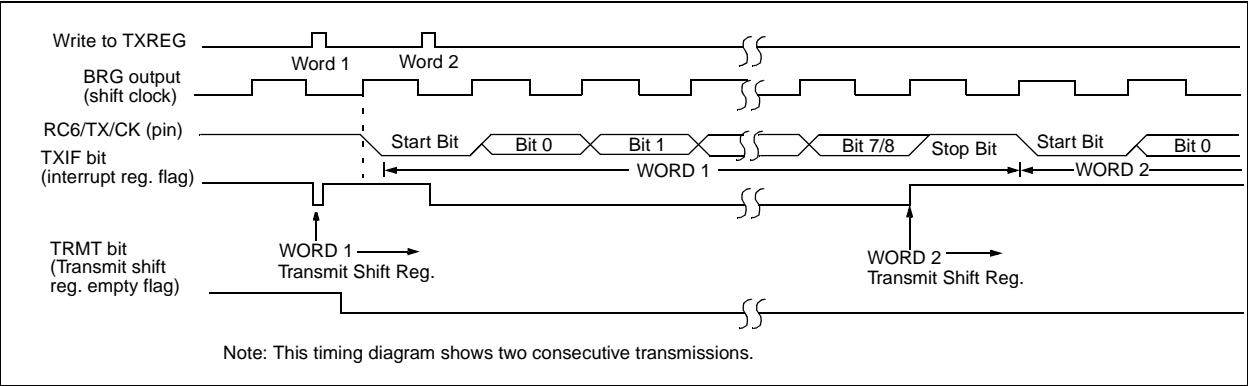 Write to TXREG
Word 1
Word 2
BRG output
(shift clock)
RC6/TX/CK (pin)
Start Bit
Bit 0
Bit 1
Bit 7/8
Stop Bit
Start Bit
Bit 0
TXIF bit
(interrupt reg. flag)
WORD 1
WORD 2
WORD 1
Transmit Shift Reg.
WORD 2
Transmit Shift Reg.
TRMT bit
(Transmit shift
reg. empty flag)
Note: This timing diagram shows two consecutive transmissions.